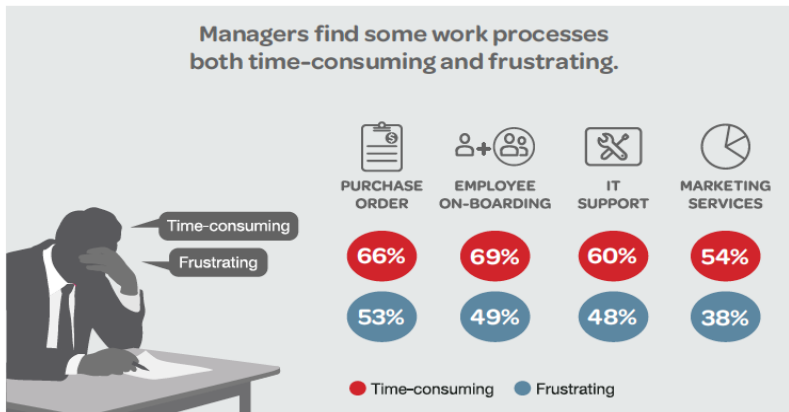 Managers find some work processes
both time-consuming and frustrating.
$
PURCHASE
ORDER
EMPLOYEE
ON-BOARDING
IT
SUPPORT
MARKETING
SERVICES
Time-consuming
Frustrating
66%
69%
60%
54%
53%
49%
48%
38%
Time-consuming
Frustrating